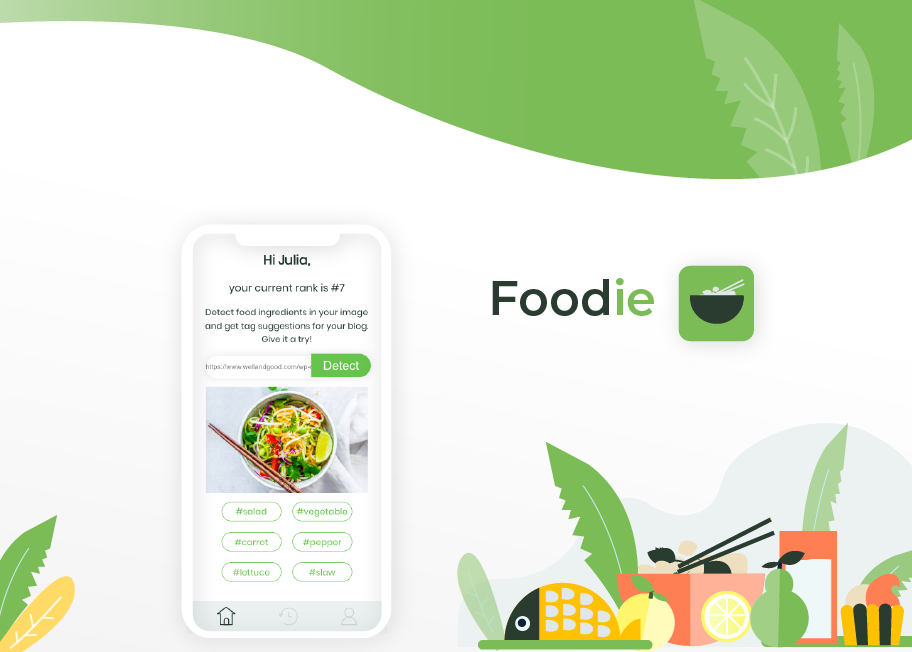 Hi Julia,
your current rank is #7
Detect food ingredients in your image
and get tag suggestions for your blog.
Give it a try!
https://www.wellandgood.com/wp-
Detect
#salad
#vegetable
#carrot
#pepper
#lettuce
#slaw
Foodie